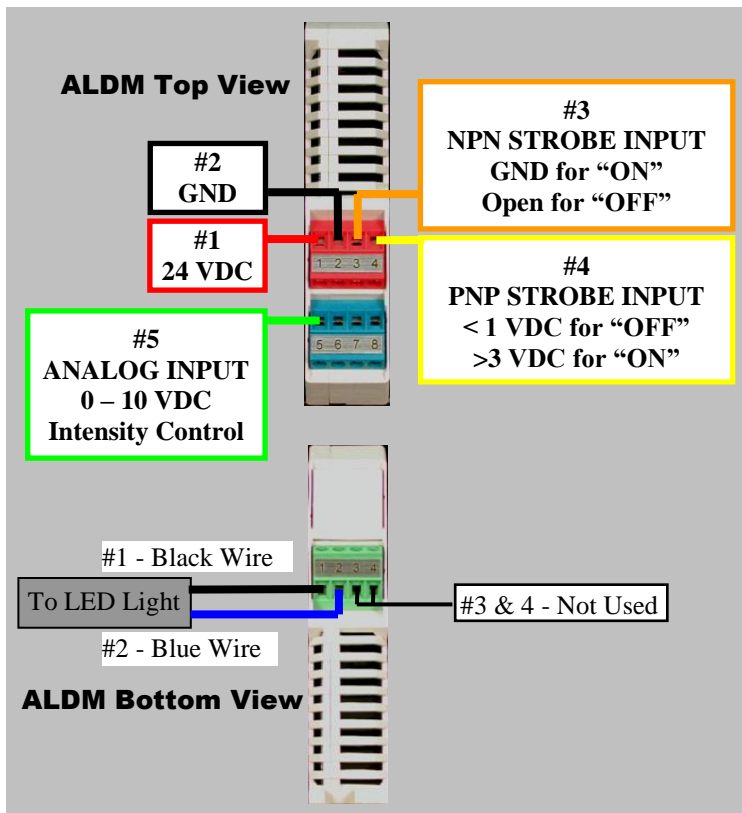 ALDM Top View
#2
GND
#1
24 VDC
#3
NPN STROBE INPUT
GND for “ON”
Open for “OFF”
#4
PNP STROBE INPUT
< 1 VDC for “OFF”
>3 VDC for “ON”
#5
ANALOG INPUT
0 – 10 VDC
Intensity Control
1 2 3 4
5 6 7 8
#1 - Black Wire
1 2 3 4
To LED Light
#3 & 4 - Not Used
#2 - Blue Wire
ALDM Bottom View